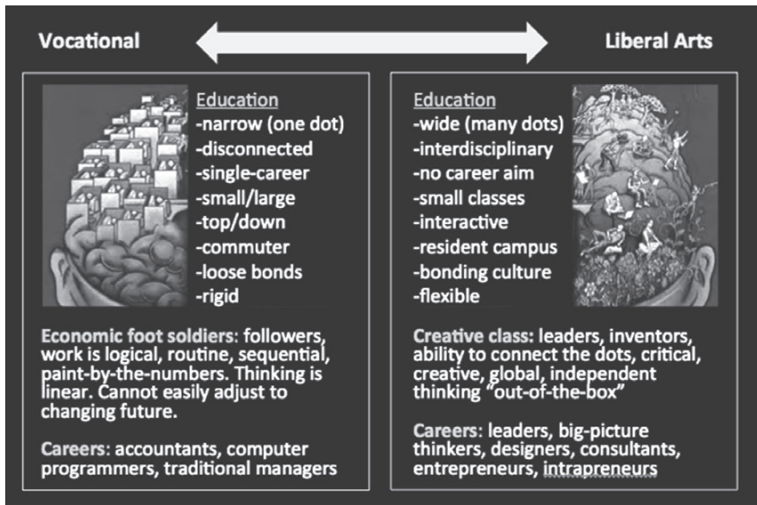 Vocational
Liberal Arts
Education
-narrow (one dot)
-disconnected
-single-career
-small/large
-top/down
-commuter
-loose bonds
-rigid
Economic foot soldiers: followers,
work is logical, routine, sequential,
paint-by-the-numbers. Thinking is
linear. Cannot easily adjust to
changing future.
Careers: accountants, computer
programmers, traditional managers
Education
-wide (many dots)
-interdisciplinary
-no career aim
-small classes
-interactive
-resident campus
-bonding culture
-flexible
Creative class: leaders, inventors,
ability to connect the dots, critical,
creative, global, independent
thinking “out-of-the-box”
Careers: leaders, big-picture
thinkers, designers, consultants,
entrepreneurs, intrapreneurs